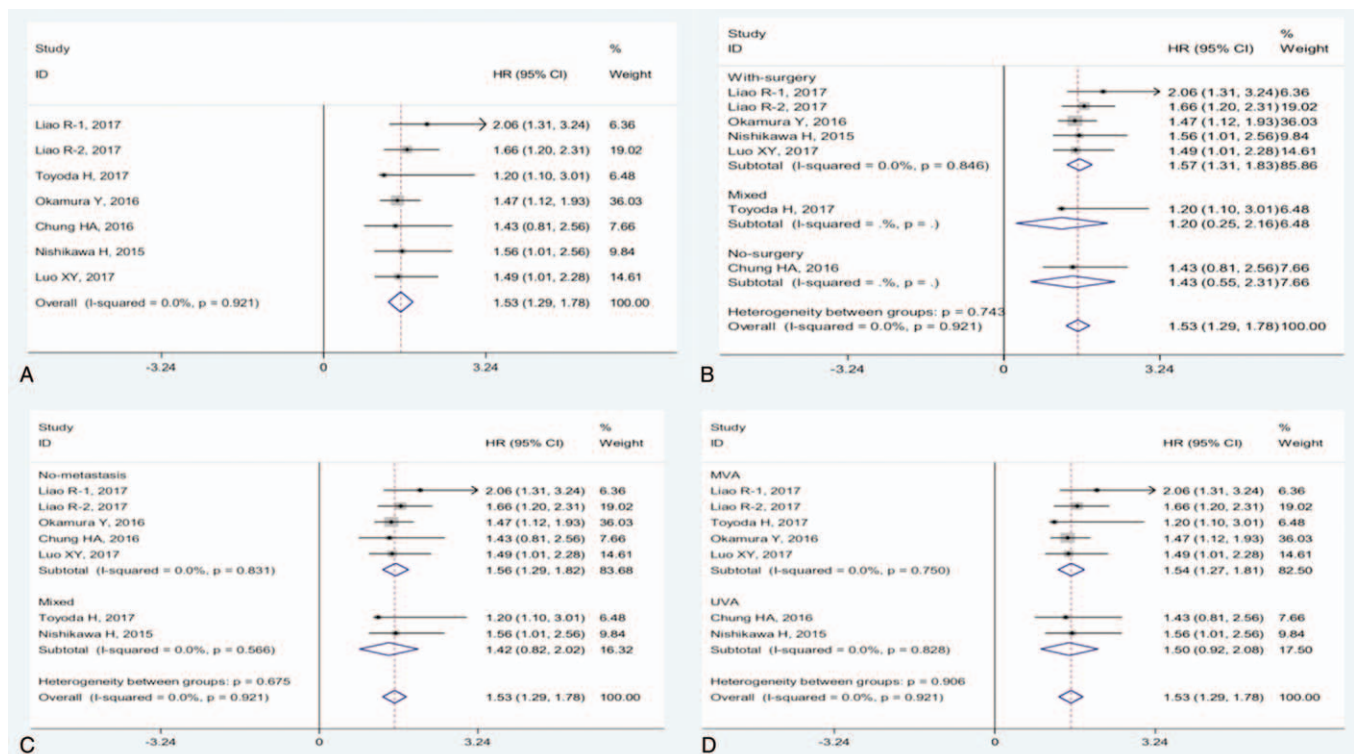 Study %
ID HR (95% CI) Weight
Liao R-1, 2017 2.06 (1.31, 3.24) 6.36
Liao R-2, 2017 1.66 (1.20, 2.31) 19.02
Toyoda H, 2017 1.20 (1.10, 3.01) 6.48
Okamura Y, 2016 1.47 (1.12, 1.93) 36.03
Chung HA, 2016 1.43 (0.81, 2.56) 7.66
Nishikawa H, 2015 1.56 (1.01, 2.56) 9.84
Luo XY, 2017 1.49 (1.01, 2.28) 14.61
Overall (I-squared = 0.0%, p = 0.921) 1.53 (1.29, 1.78) 100.00
-3.24 0 3.24
A
Study %
ID HR (95% CI) Weight
With-surgery
Liao R-1, 2017 2.06 (1.31, 3.24)6.36
Liao R-2, 2017 1.66 (1.20, 2.31)19.02
Okamura Y, 2016 1.47 (1.12, 1.93)36.03
Nishikawa H, 2015 1.56 (1.01, 2.56)9.84
Luo XY, 2017 1.49 (1.01, 2.28)14.61
Subtotal (I-squared = 0.0%, p = 0.846) 1.57 (1.31, 1.83)85.86
Mixed
Toyoda H, 2017 1.20 (1.10, 3.01)6.48
Subtotal (I-squared = .%, p = .) 1.20 (0.25, 2.16)6.48
No-surgery
Chung HA, 2016 1.43 (0.81, 2.56)7.66
Subtotal (I-squared = .%, p = .) 1.43 (0.55, 2.31)7.66
Heterogeneity between groups: p = 0.743
Overall (I-squared = 0.0%, p = 0.921) 1.53 (1.29, 1.78)100.00
-3.24 0 3.24
B
Study %
ID HR (95% CI) Weight
No-metastasis
Liao R-1, 2017 2.06 (1.31, 3.24) 6.36
Liao R-2, 2017 1.66 (1.20, 2.31) 19.02
Okamura Y, 2016 1.47 (1.12, 1.93) 36.03
Chung HA, 2016 1.43 (0.81, 2.56) 7.66
Luo XY, 2017 1.49 (1.01, 2.28) 14.61
Subtotal (I-squared = 0.0%, p = 0.831) 1.56 (1.29, 1.82) 83.68
Mixed
Toyoda H, 2017 1.20 (1.10, 3.01) 6.48
Nishikawa H, 2015 1.56 (1.01, 2.56) 9.84
Subtotal (I-squared = 0.0%, p = 0.566) 1.42 (0.82, 2.02) 16.32
Heterogeneity between groups: p = 0.675
Overall (I-squared = 0.0%, p = 0.921) 1.53 (1.29, 1.78) 100.00
-3.24 0 3.24
C
Study %
ID HR (95% CI) Weight
MVA
Liao R-1, 2017 2.06 (1.31, 3.24) 6.36
Liao R-2, 2017 1.66 (1.20, 2.31) 19.02
Toyoda H, 2017 1.20 (1.10, 3.01) 6.48
Okamura Y, 2016 1.47 (1.12, 1.93) 36.03
Luo XY, 2017 1.49 (1.01, 2.28) 14.61
Subtotal (I-squared = 0.0%, p = 0.750) 1.54 (1.27, 1.81) 82.50
UVA
Chung HA, 2016 1.43 (0.81, 2.56) 7.66
Nishikawa H, 2015 1.56 (1.01, 2.56) 9.84
Subtotal (I-squared = 0.0%, p = 0.828) 1.50 (0.92, 2.08) 17.50
Heterogeneity between groups: p = 0.906
Overall (I-squared = 0.0%, p = 0.921) 1.53 (1.29, 1.78) 100.00
-3.24 0 3.24
D